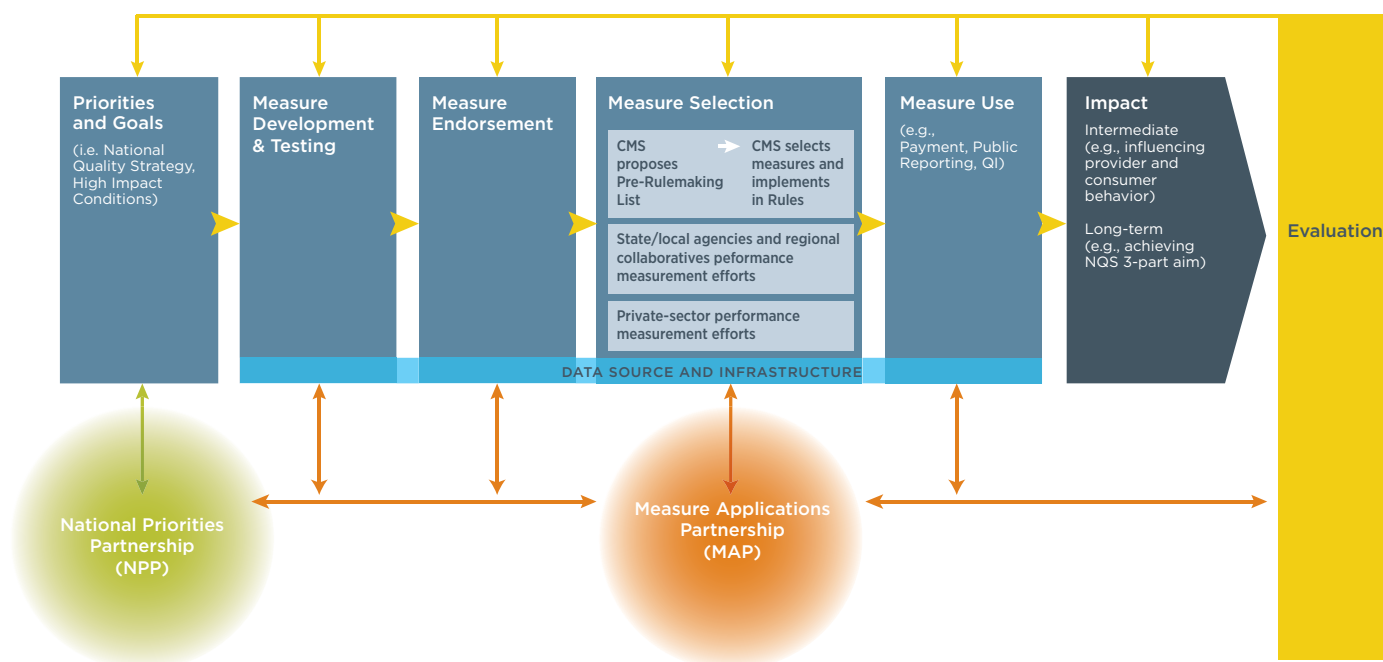 Priorities
and Goals
(i.e. National
Quality Strategy,
High Impact
Conditions)
Measure
Development
& Testing
Measure
Endorsement
Measure Selection
CMS
proposes
Pre-Rulemaking
List
CMS selects
measures and
implements
in Rules
State/local agencies and regional
collaboratives peformance
measurement efforts
Private-sector performance
measurement efforts
Measure Use
(e.g.,
Payment, Public
Reporting, QI)
Impact
Intermediate
(e.g., influencing
provider and
consumer
behavior)
Long-term
(e.g., achieving
NQS 3-part aim)
Evaluation
DATA SOURCE AND INFRASTRUCTURE
National Priorities
Partnership
(NPP)
Measure Applications
Partnership
(MAP)